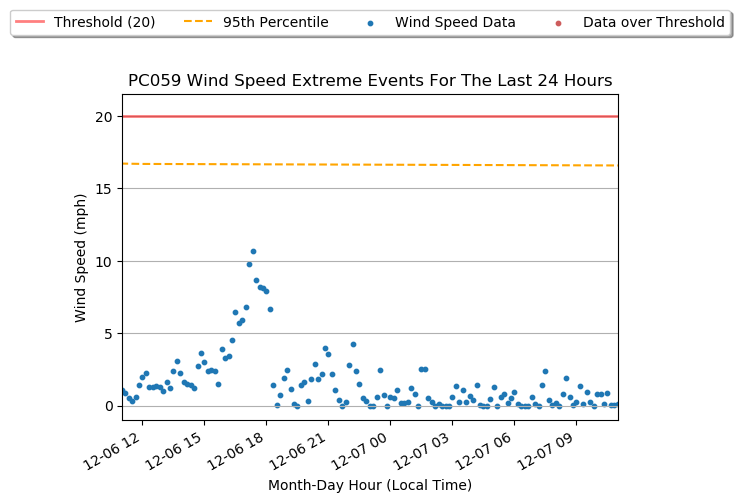 Threshold (20) 95th Percentile Wind Speed Data Data over Threshold
PC059 Wind Speed Extreme Events For The Last 24 Hours
20
15
10
5
0
Wind Speed (mph)
12-06 12 12-06 15 12-06 18 12-06 21 12-07 00 12-07 03 12-07 06 12-07 09
Month-Day Hour (Local Time)